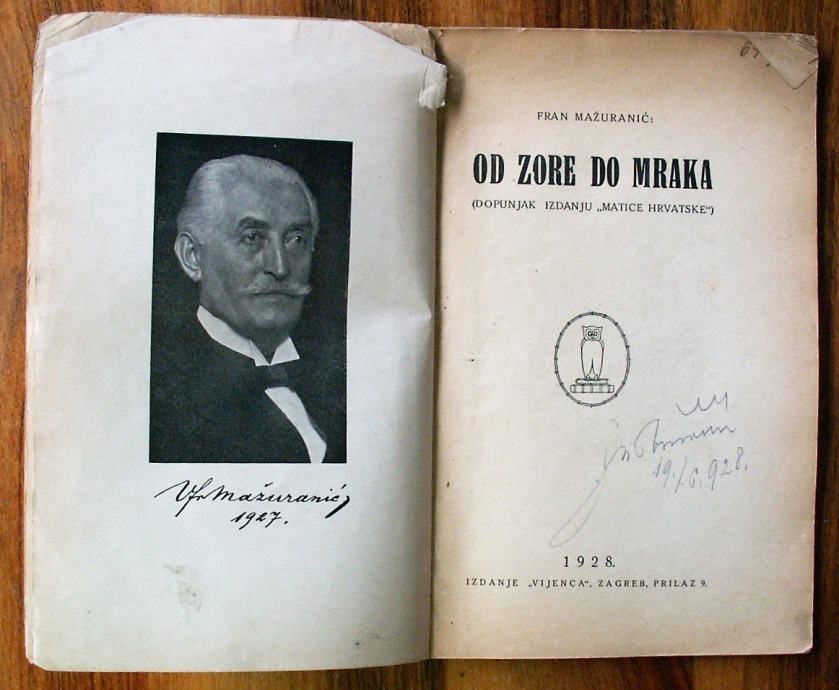 VFrMažuranić,
1927.
FRAN MAŽURANIĆ:
OD ZORE DO MRAKA
(DOPUNJAK IZDANJU „MATICE HRVATSKE“)
19./6. 928.
1928.
IZDANJE „VIJENCA“, ZAGREB, PRILAZ 9.